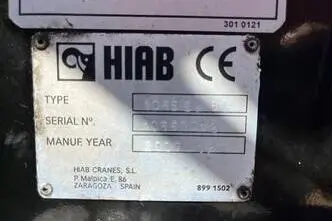 301 0121
HIAB CE
TYPE
SERIAL Nº.
MANUF. YEAR
HIAB CRANES, S.L.
P. Malpica E, 86
ZARAGOZA SPAIN 899 1502